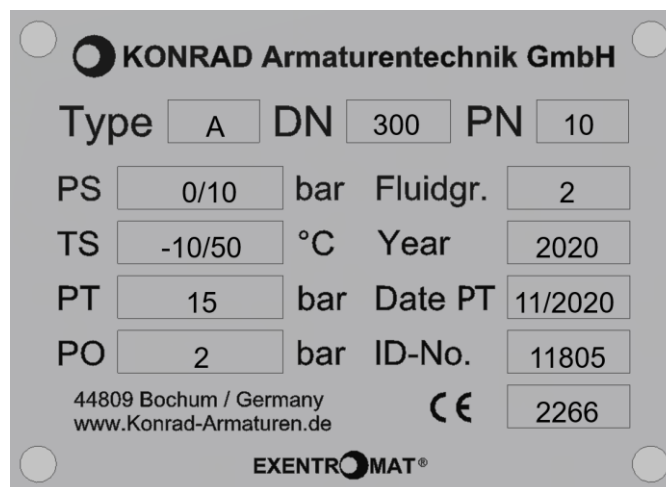 KONRAD Armaturentechnik GmbH
Type A DN 300 PN 10
PS 0/10 bar Fluidgr. 2
TS -10/50 °C Year 2020
PT 15 bar Date PT 11/2020
PO 2 bar ID-No. 11805
44809 Bochum / Germany
www.Konrad-Armaturen.de
CE 2266
EXENTROMAT®